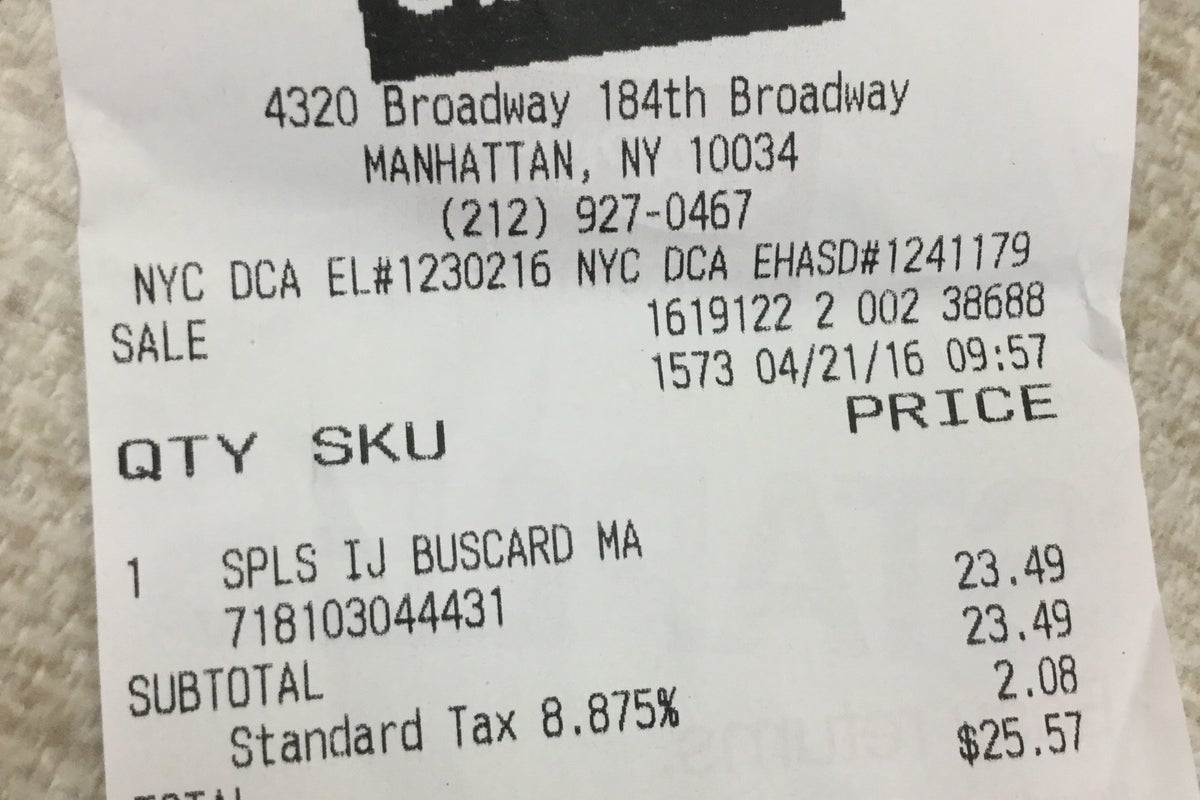 4320 Broadway 184th Broadway
MANHATTAN, NY 10034
(212) 927-0467
NYC DCA EL#1230216 NYC DCA EHASD#1241179
SALE 1619122 2 002 38688
1573 04/21/16 09:57
QTY SKU PRICE
1 SPLS IJ BUSCARD MA
718103044431 23.49
SUBTOTAL 23.49
Standard Tax 8.875% 2.08
TOTAL $25.57